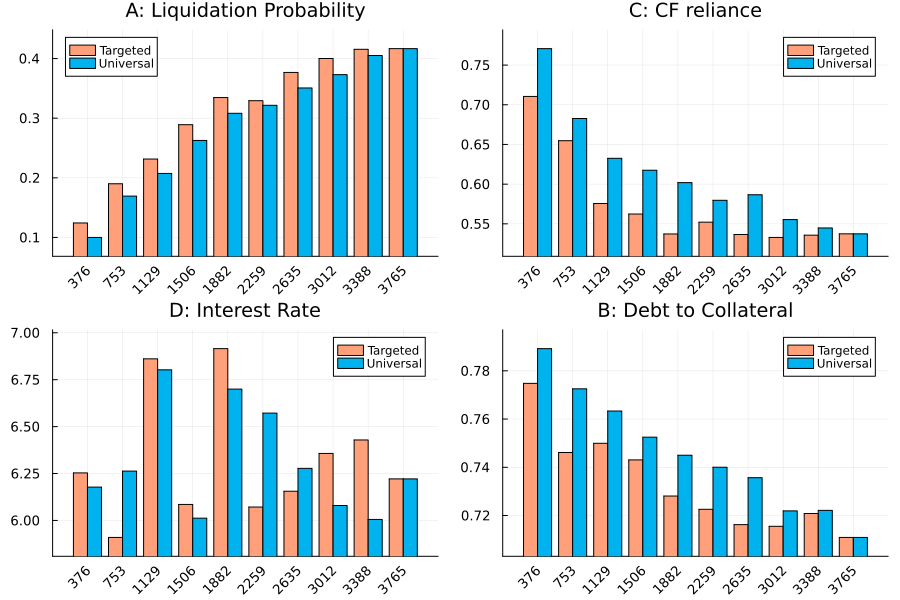 A: Liquidation Probability
Targeted
Universal
0.4
0.3
0.2
0.1
376 753 1129 1506 1882 2259 2635 3012 3388 3765
C: CF reliance
Targeted
Universal
0.75
0.70
0.65
0.60
0.55
376 753 1129 1506 1882 2259 2635 3012 3388 3765
D: Interest Rate
Targeted
Universal
7.00
6.75
6.50
6.25
6.00
376 753 1129 1506 1882 2259 2635 3012 3388 3765
B: Debt to Collateral
Targeted
Universal
0.78
0.76
0.74
0.72
376 753 1129 1506 1882 2259 2635 3012 3388 3765